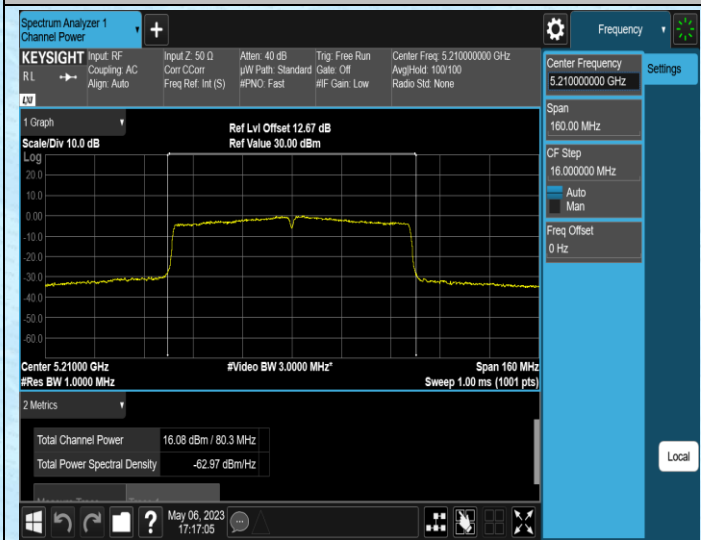 Spectrum Analyzer 1
Channel Power
+
Frequency
KEYSIGHT
RL
LXI
Input: RF
Coupling: AC
Align: Auto
Input Z: 50 Ω
Corr CCorr
Freq Ref: Int (S)
Atten: 40 dB
µW Path: Standard
#PNO: Fast
Trig: Free Run
Gate: Off
#IF Gain: Low
Center Freq: 5.210000000 GHz
Avg|Hold: 100/100
Radio Std: None
Center Frequency
5.210000000 GHz
Settings
Span
160.00 MHz
CF Step
16.000000 MHz
Auto
Man
Freq Offset
0 Hz
1 Graph
Scale/Div 10.0 dB
Ref Lvl Offset 12.67 dB
Ref Value 30.00 dBm
Log
20.0
10.0
0.00
-10.0
-20.0
-30.0
-40.0
-50.0
-60.0
Center 5.21000 GHz
#Res BW 1.0000 MHz
#Video BW 3.0000 MHz*
Span 160 MHz
Sweep 1.00 ms (1001 pts)
2 Metrics
Total Channel Power 16.08 dBm / 80.3 MHz
Total Power Spectral Density -62.97 dBm/Hz
Local
?
May 06, 2023
17:17:05